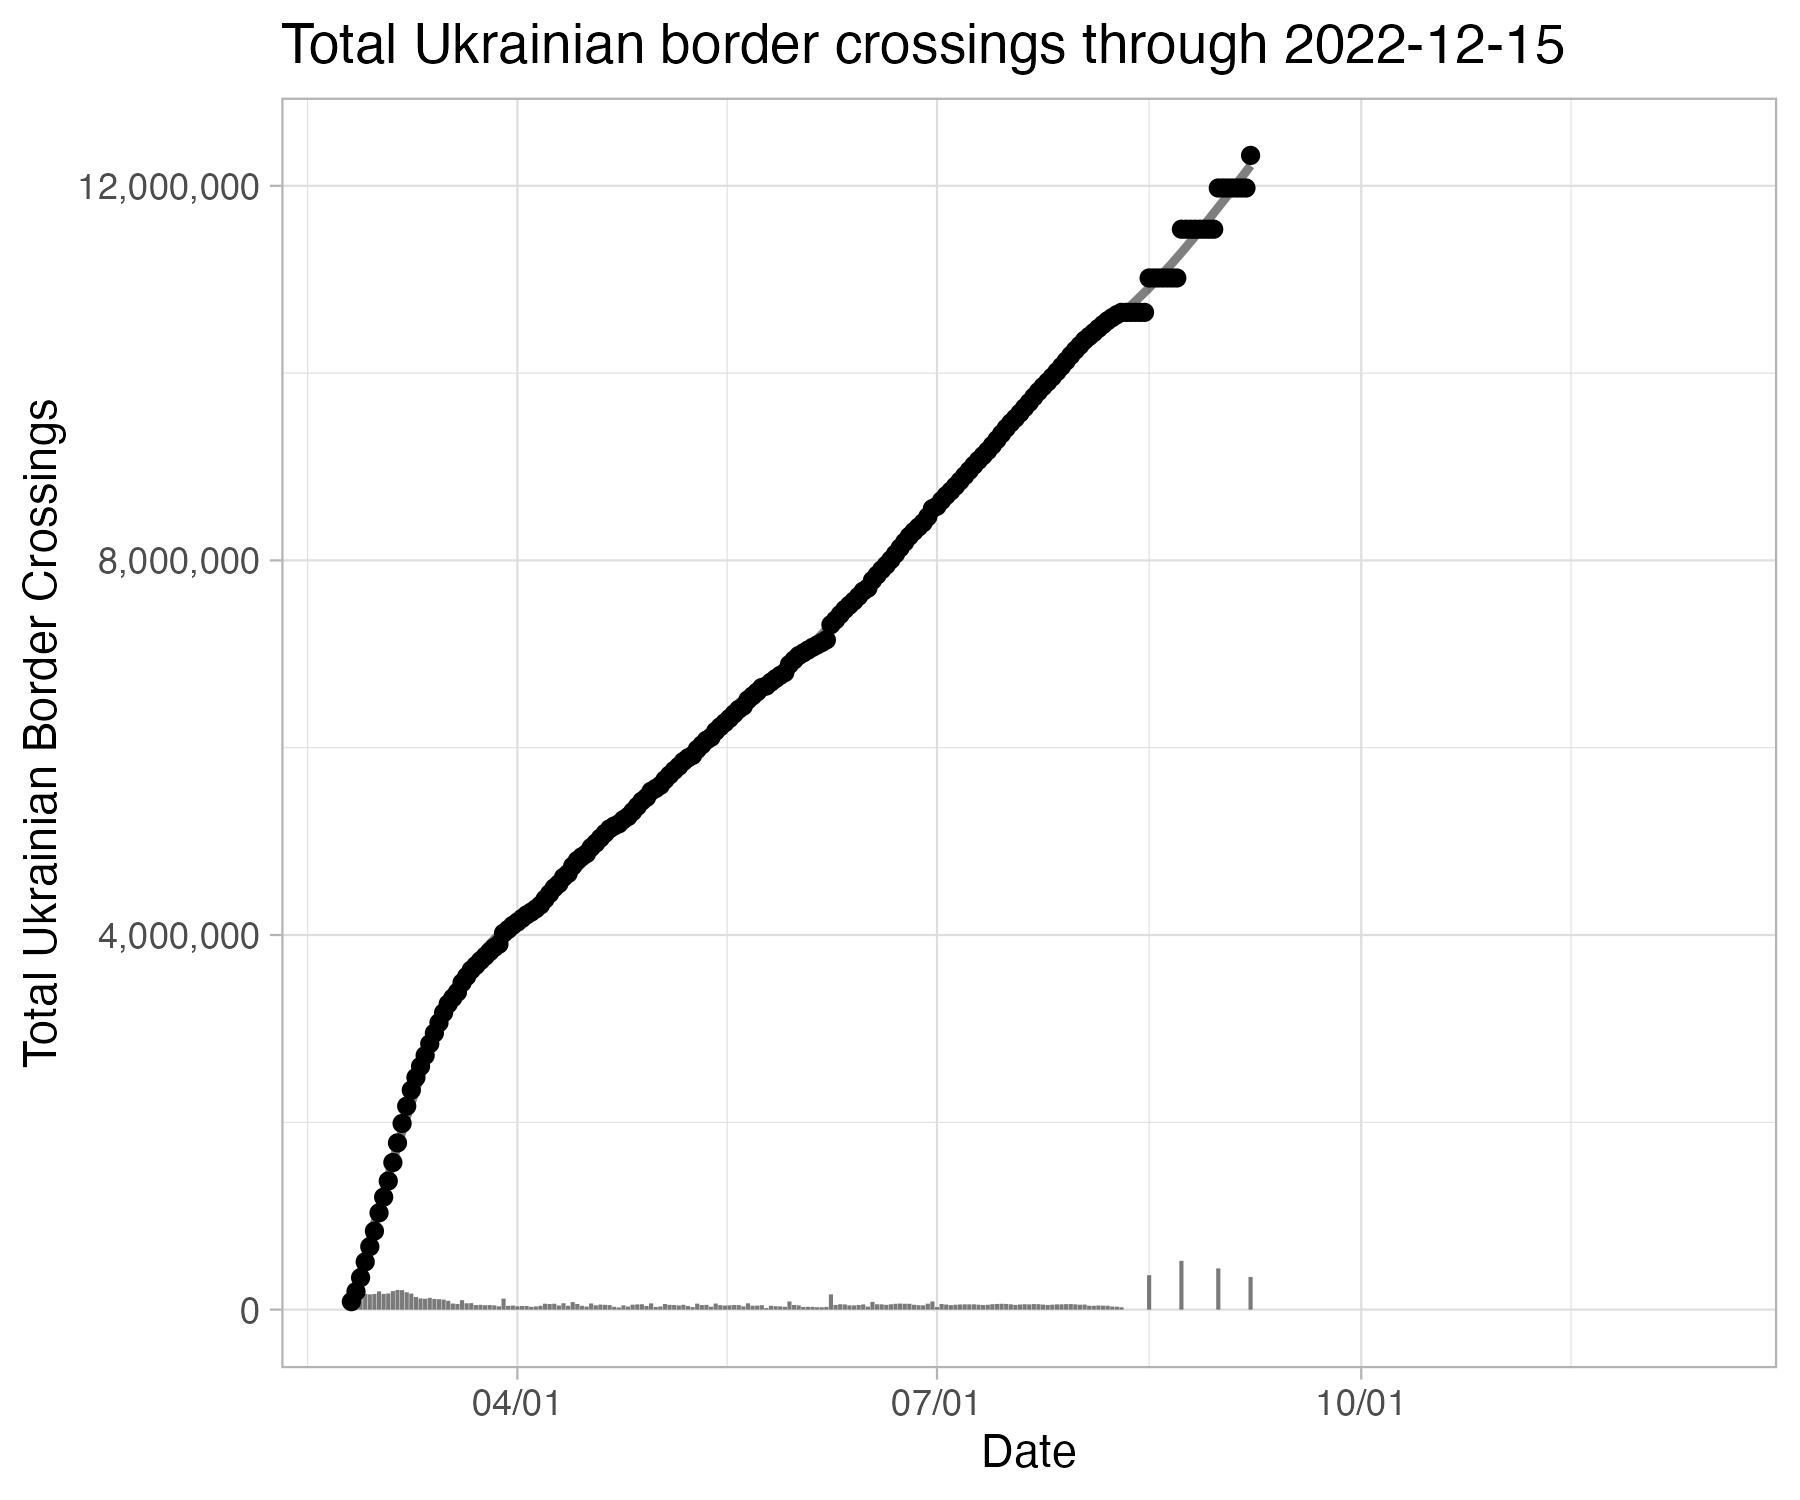 Total Ukrainian border crossings through 2022-12-15
Total Ukrainian Border Crossings
12,000,000
8,000,000
4,000,000
0
04/01
07/01
10/01
Date